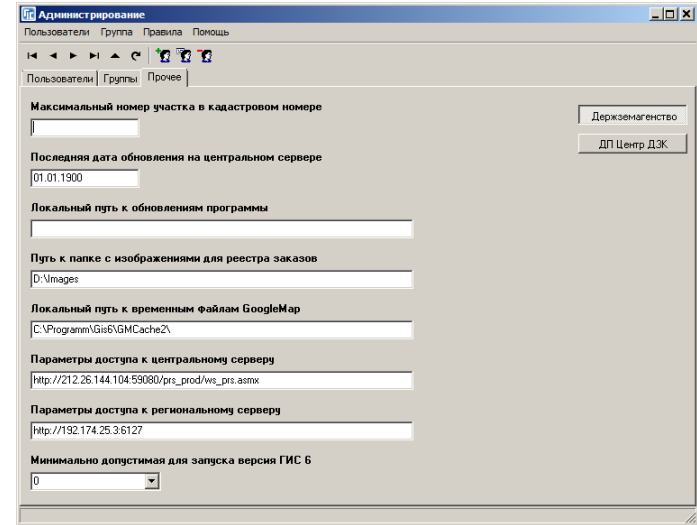 Администрирование
Пользователи Группа Правила Помощь
Пользователи Группы Прочее
Максимальный номер участка в кадастровом номере
Держземагенство
ДП Центр ДЗК
Последняя дата обновления на центральном сервере
01.01.1900
Локальный путь к обновлениям программы
Путь к папке с изображениями для реестра заказов
D:\Images
Локальный путь к временным файлам GoogleMap
C:\Programm\Gis6\GMCache2\
Параметры доступа к центральному серверу
http://212.26.144.104:59080/prs_prod/ws_prs.asmx
Параметры доступа к региональному серверу
http://192.174.25.3:6127
Минимально допустимая для запуска версия ГИС 6
0